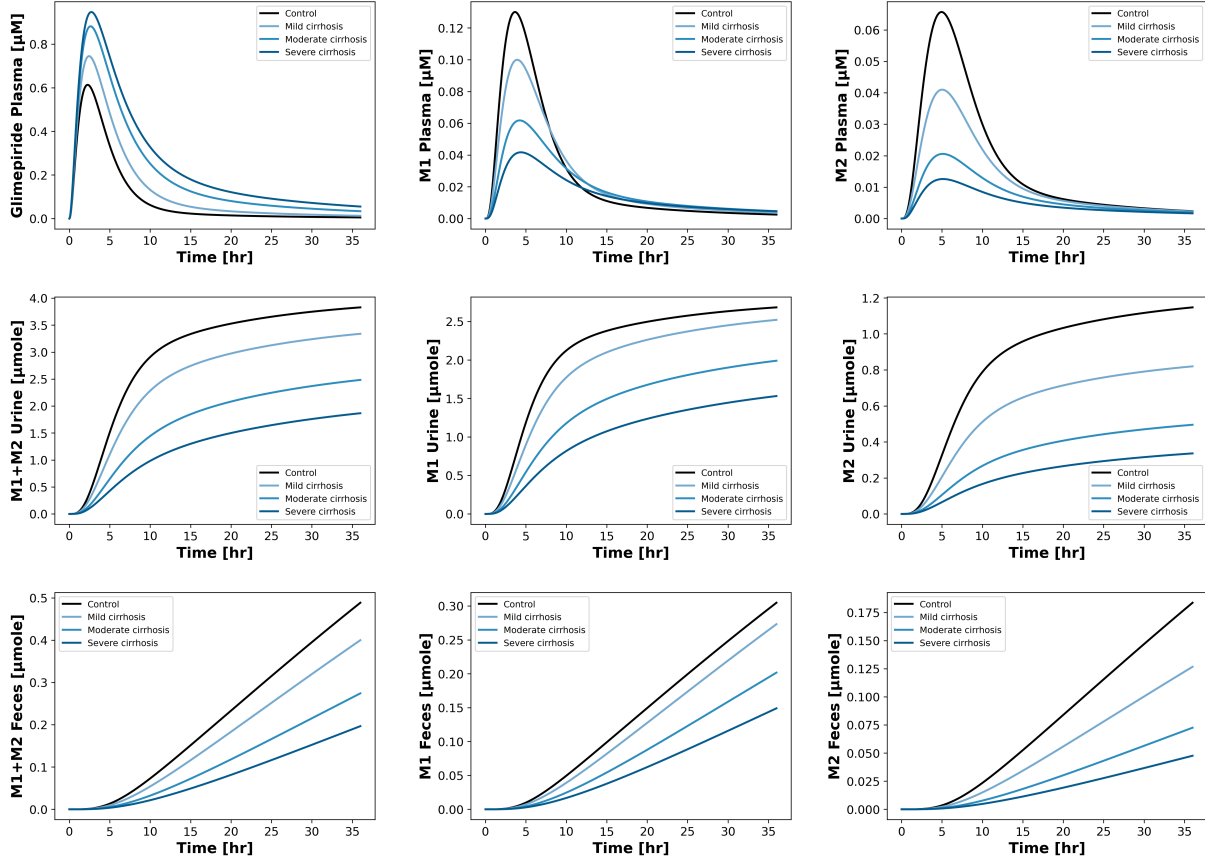 Glimepiride Plasma [µM]
0.8
0.6
0.4
0.2
0.0
0 5 10 15 20 25 30 35
Time [hr]
Control
Mild cirrhosis
Moderate cirrhosis
Severe cirrhosis
M1 Plasma [µM]
0.12
0.10
0.08
0.06
0.04
0.02
0.00
0 5 10 15 20 25 30 35
Time [hr]
Control
Mild cirrhosis
Moderate cirrhosis
Severe cirrhosis
M2 Plasma [µM]
0.06
0.05
0.04
0.03
0.02
0.01
0.00
0 5 10 15 20 25 30 35
Time [hr]
Control
Mild cirrhosis
Moderate cirrhosis
Severe cirrhosis
M1+M2 Urine [µmole]
4.0
3.5
3.0
2.5
2.0
1.5
1.0
0.5
0.0
0 5 10 15 20 25 30 35
Time [hr]
Control
Mild cirrhosis
Moderate cirrhosis
Severe cirrhosis
M1 Urine [µmole]
2.5
2.0
1.5
1.0
0.5
0.0
0 5 10 15 20 25 30 35
Time [hr]
Control
Mild cirrhosis
Moderate cirrhosis
Severe cirrhosis
M2 Urine [µmole]
1.2
1.0
0.8
0.6
0.4
0.2
0.0
0 5 10 15 20 25 30 35
Time [hr]
Control
Mild cirrhosis
Moderate cirrhosis
Severe cirrhosis
M1+M2 Feces [µmole]
0.5
0.4
0.3
0.2
0.1
0.0
0 5 10 15 20 25 30 35
Time [hr]
Control
Mild cirrhosis
Moderate cirrhosis
Severe cirrhosis
M1 Feces [µmole]
0.30
0.25
0.20
0.15
0.10
0.05
0.00
0 5 10 15 20 25 30 35
Time [hr]
Control
Mild cirrhosis
Moderate cirrhosis
Severe cirrhosis
M2 Feces [µmole]
0.175
0.150
0.125
0.100
0.075
0.050
0.025
0.000
0 5 10 15 20 25 30 35
Time [hr]
Control
Mild cirrhosis
Moderate cirrhosis
Severe cirrhosis